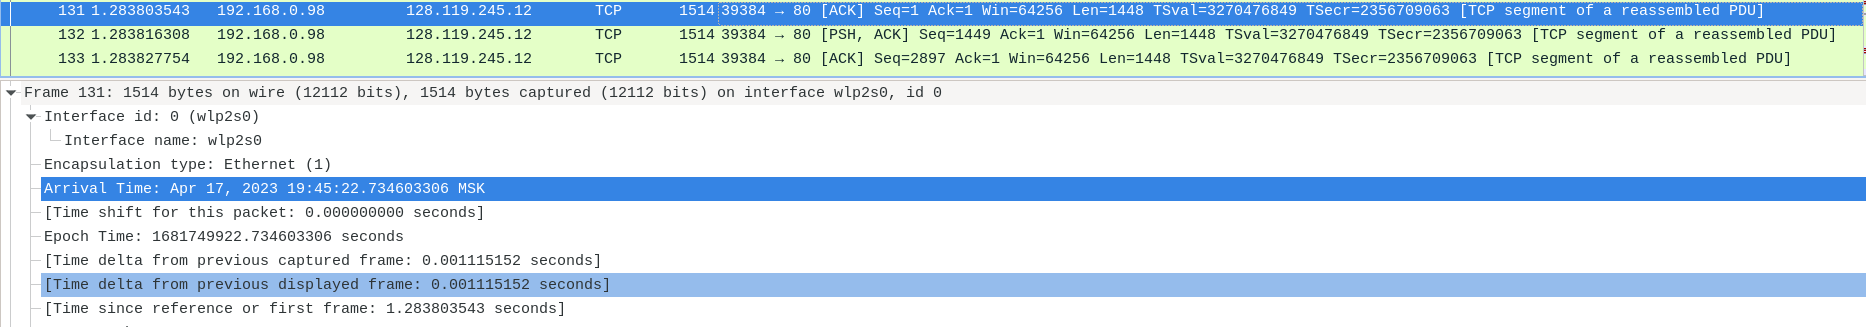 131 1.283803543 192.168.0.98 128.119.245.12 TCP 1514 39384 → 80 [ACK] Seq=1 Ack=1 Win=64256 Len=1448 TSval=3270476849 TSecr=2356709063 [TCP segment of a reassembled PDU]
132 1.283816308 192.168.0.98 128.119.245.12 TCP 1514 39384 → 80 [PSH, ACK] Seq=1449 Ack=1 Win=64256 Len=1448 TSval=3270476849 TSecr=2356709063 [TCP segment of a reassembled PDU]
133 1.283827754 192.168.0.98 128.119.245.12 TCP 1514 39384 → 80 [ACK] Seq=2897 Ack=1 Win=64256 Len=1448 TSval=3270476849 TSecr=2356709063 [TCP segment of a reassembled PDU]
Frame 131: 1514 bytes on wire (12112 bits), 1514 bytes captured (12112 bits) on interface wlp2s0, id 0
Interface id: 0 (wlp2s0)
Interface name: wlp2s0
Encapsulation type: Ethernet (1)
Arrival Time: Apr 17, 2023 19:45:22.734603306 MSK
[Time shift for this packet: 0.000000000 seconds]
Epoch Time: 1681749922.734603306 seconds
[Time delta from previous captured frame: 0.001115152 seconds]
[Time delta from previous displayed frame: 0.001115152 seconds]
[Time since reference or first frame: 1.283803543 seconds]